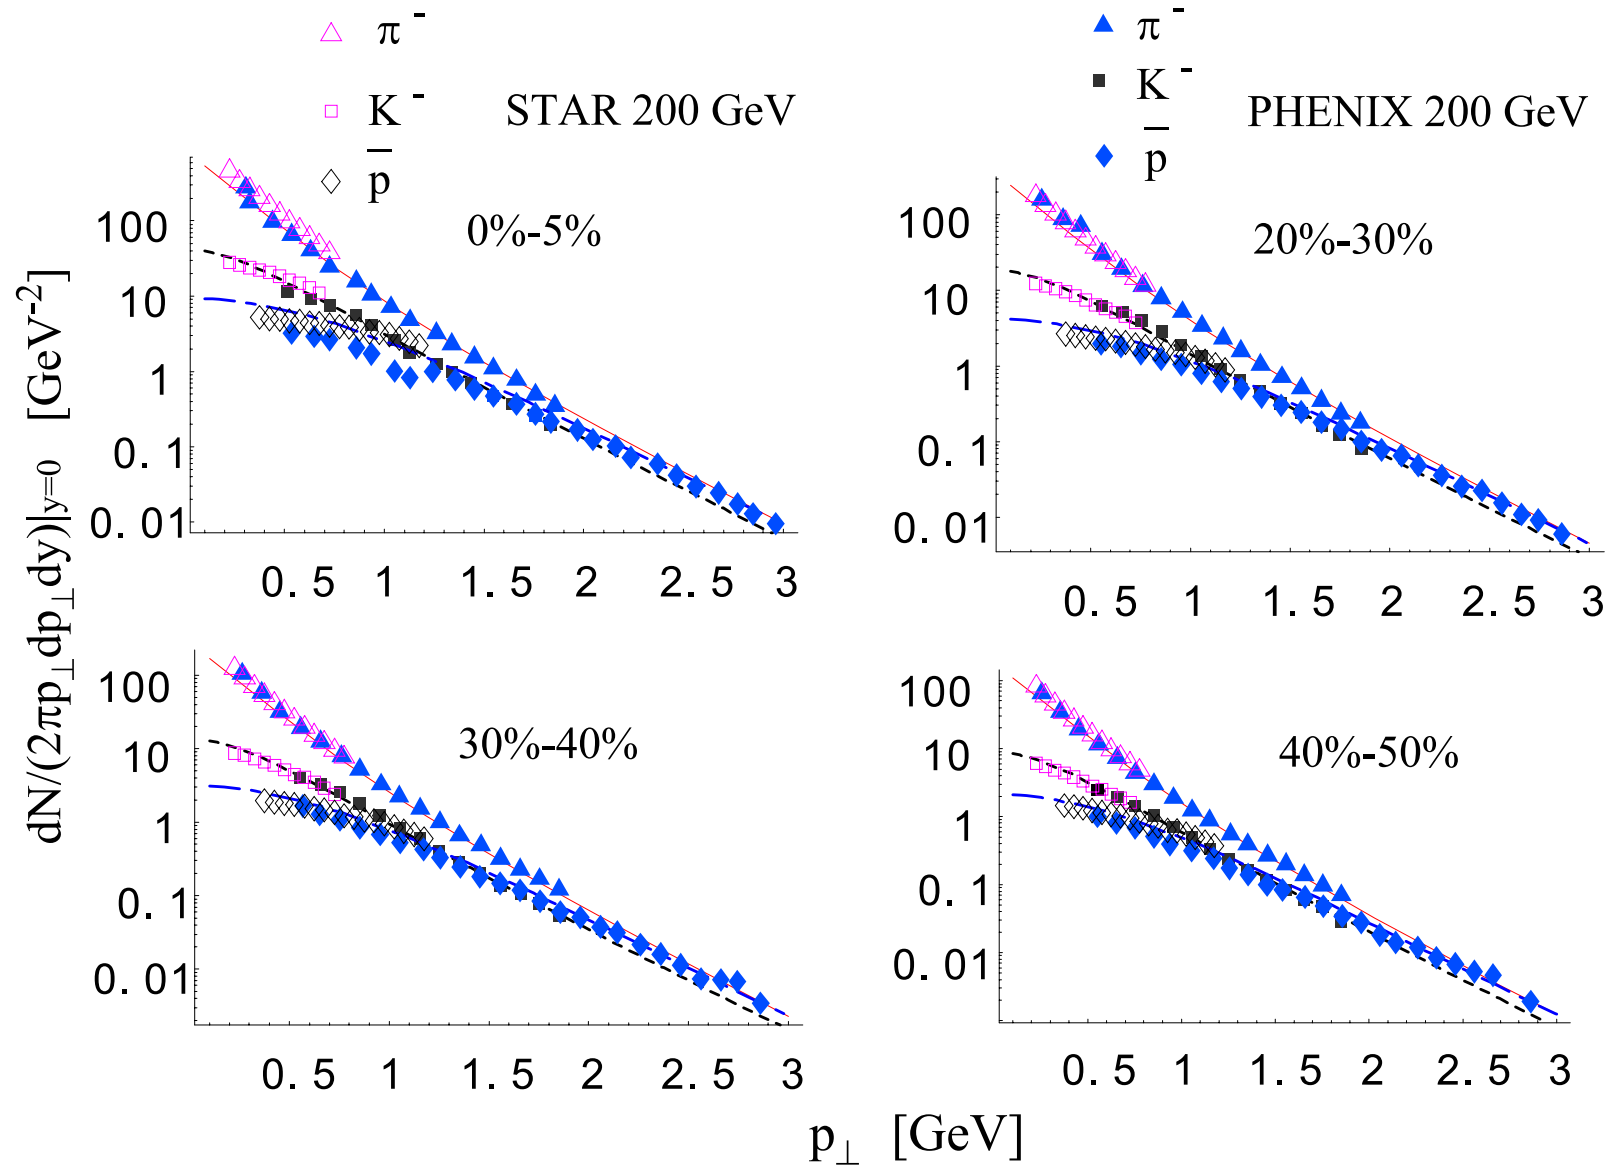 π⁻
K⁻
p̅
STAR 200 GeV
π⁻
K⁻
p̅
PHENIX 200 GeV
dN/(2πp⊥dp⊥dy)|y=0 [GeV⁻²]
0%-5%
100
10
1
0.1
0.01
0.5 1 1.5 2 2.5 3
20%-30%
100
10
1
0.1
0.01
0.5 1 1.5 2 2.5 3
30%-40%
100
10
1
0.1
0.01
0.5 1 1.5 2 2.5 3
40%-50%
100
10
1
0.1
0.01
0.5 1 1.5 2 2.5 3
p⊥ [GeV]